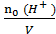 n₀ (H⁺)
V